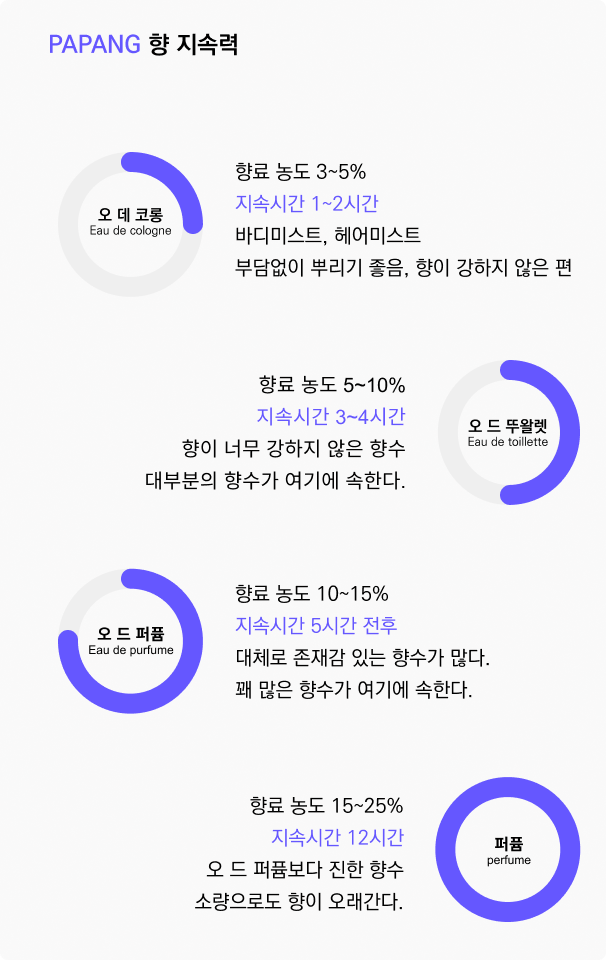 PAPANG 향 지속력
오 데 코롱
Eau de cologne
향료 농도 3~5%
지속시간 1~2시간
바디미스트, 헤어미스트
부담없이 뿌리기 좋음, 향이 강하지 않은 편
향료 농도 5~10%
지속시간 3~4시간
향이 너무 강하지 않은 향수
대부분의 향수가 여기에 속한다.
오 드 뚜왈렛
Eau de toillette
오 드 퍼퓸
Eau de purfume
향료 농도 10~15%
지속시간 5시간 전후
대체로 존재감 있는 향수가 많다.
꽤 많은 향수가 여기에 속한다.
향료 농도 15~25%
지속시간 12시간
오 드 퍼퓸보다 진한 향수
소량으로도 향이 오래간다.
퍼퓸
perfume